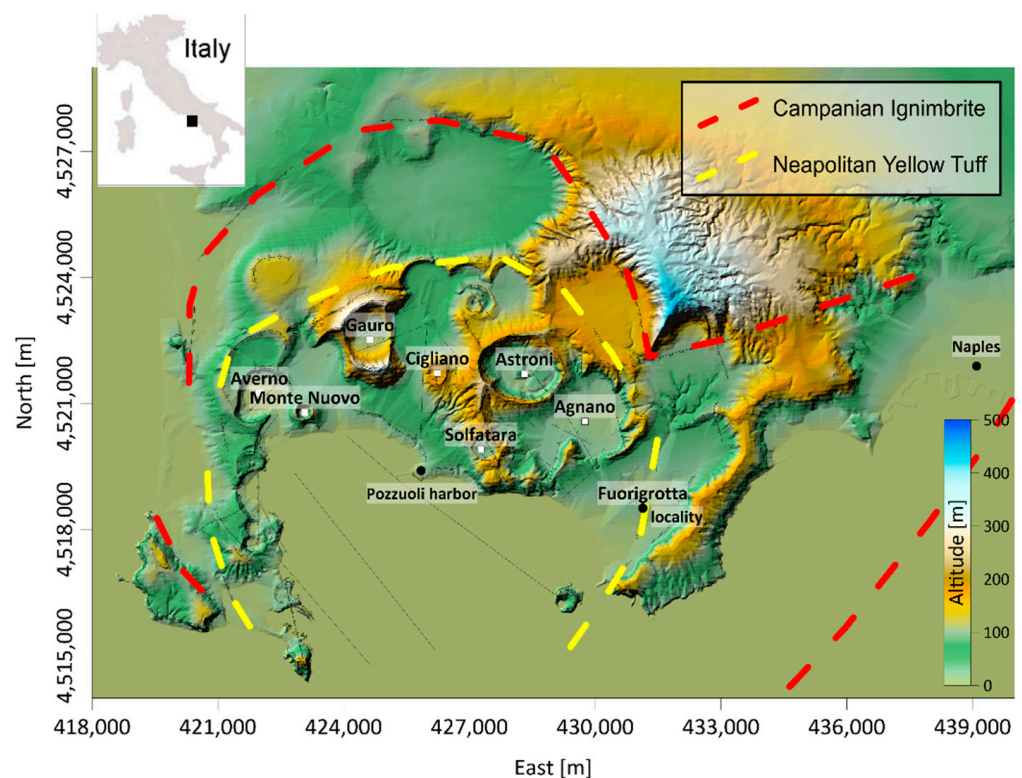 Italy
Campanian Ignimbrite
Neapolitan Yellow Tuff
4,527,000
4,524,000
4,521,000
4,518,000
4,515,000
North [m]
Gauro
Cigliano
Astroni
Naples
Averno
Monte Nuovo
Agnano
Solfatara
Pozzuoli harbor
Fuorigrotta
locality
Altitude [m]
500
400
300
200
100
0
418,000
421,000
424,000
427,000
430,000
433,000
436,000
439,000
East [m]